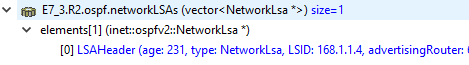 E7_3.R2.ospf.networkLSAs (vector<NetworkLsa *>) size=1
elements[1] (inet::ospfv2::NetworkLsa *)
[0] LSAHeader (age: 231, type: NetworkLsa, LSID: 168.1.1.4, advertisingRouter: